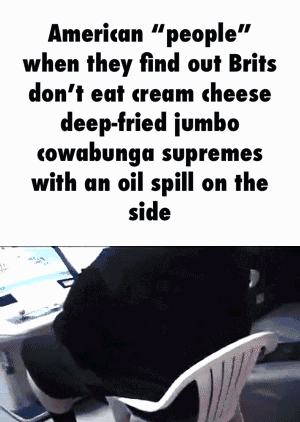 American “people”
when they find out Brits
don’t eat cream cheese
deep-fried jumbo
cowabunga supremes
with an oil spill on the
side